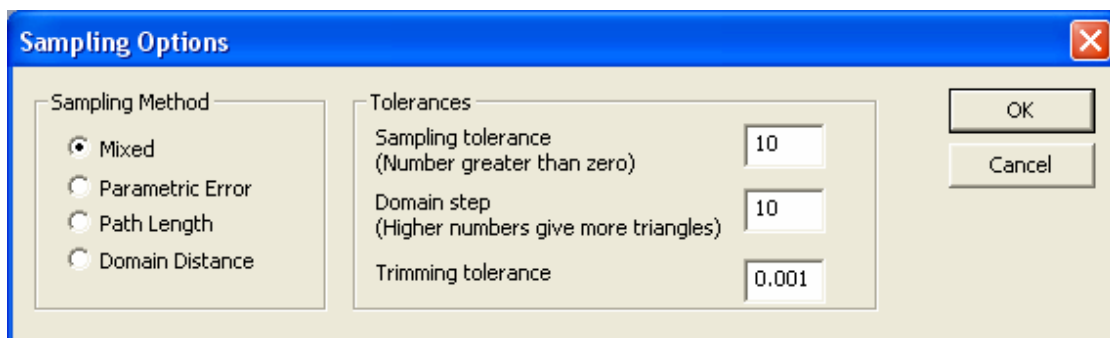 Sampling Options
Sampling Method
Mixed
Parametric Error
Path Length
Domain Distance
Tolerances
Sampling tolerance
(Number greater than zero)
10
Domain step
(Higher numbers give more triangles)
10
Trimming tolerance
0.001
OK
Cancel